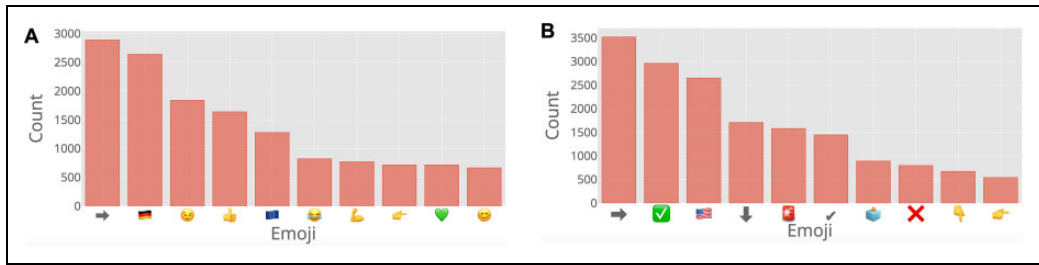 A
3000
2500
2000
1500
1000
500
0
Count
➡ 🇩🇪 😉 👍 🇪🇺 😂 💪 👉 💚 😊
Emoji
B
3500
3000
2500
2000
1500
1000
500
0
Count
➡ ✅ 🇺🇸 ⬇ 🚨 ✔ 🗳 ❌ 👇 👉
Emoji